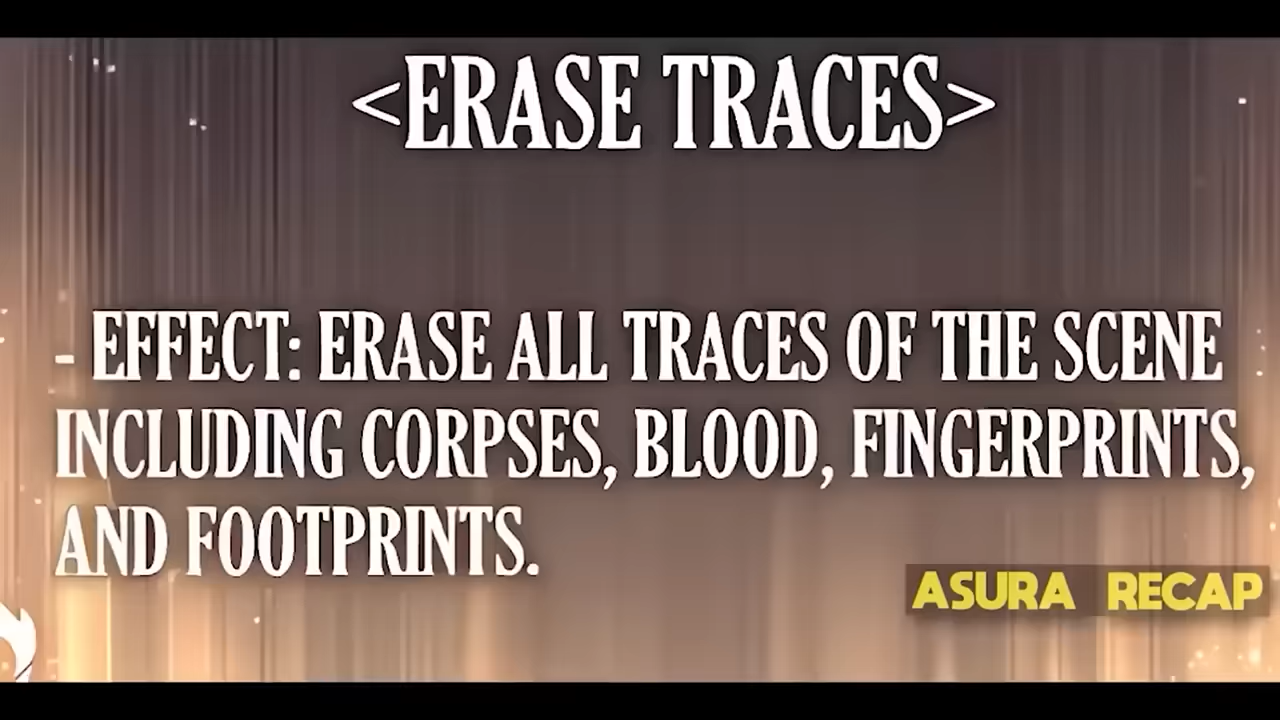 <ERASE TRACES>
- EFFECT: ERASE ALL TRACES OF THE SCENE
INCLUDING CORPSES, BLOOD, FINGERPRINTS,
AND FOOTPRINTS.
ASURA RECAP